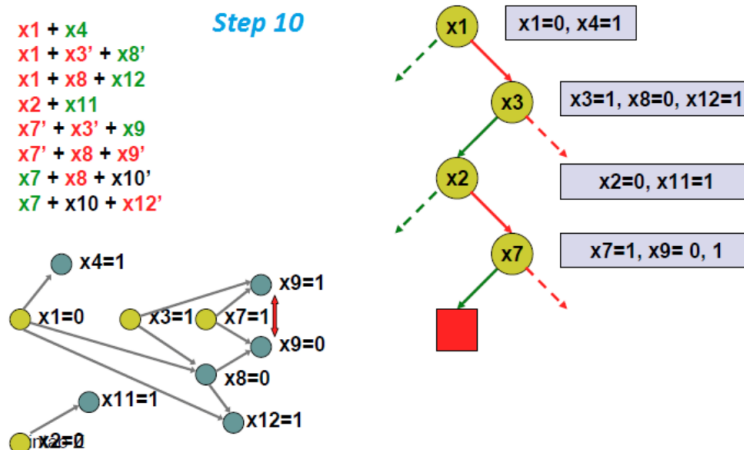 Step 10
x1 + x4
x1 + x3’ + x8’
x1 + x8 + x12
x2 + x11
x7’ + x3’ + x9
x7’ + x8 + x9’
x7 + x8 + x10’
x7 + x10 + x12’
x1
x1=0, x4=1
x3
x3=1, x8=0, x12=1
x2
x2=0, x11=1
x7
x7=1, x9= 0, 1
x4=1
x9=1
x1=0
x3=1
x7=1
x9=0
x8=0
x11=1
x12=1
x2=0